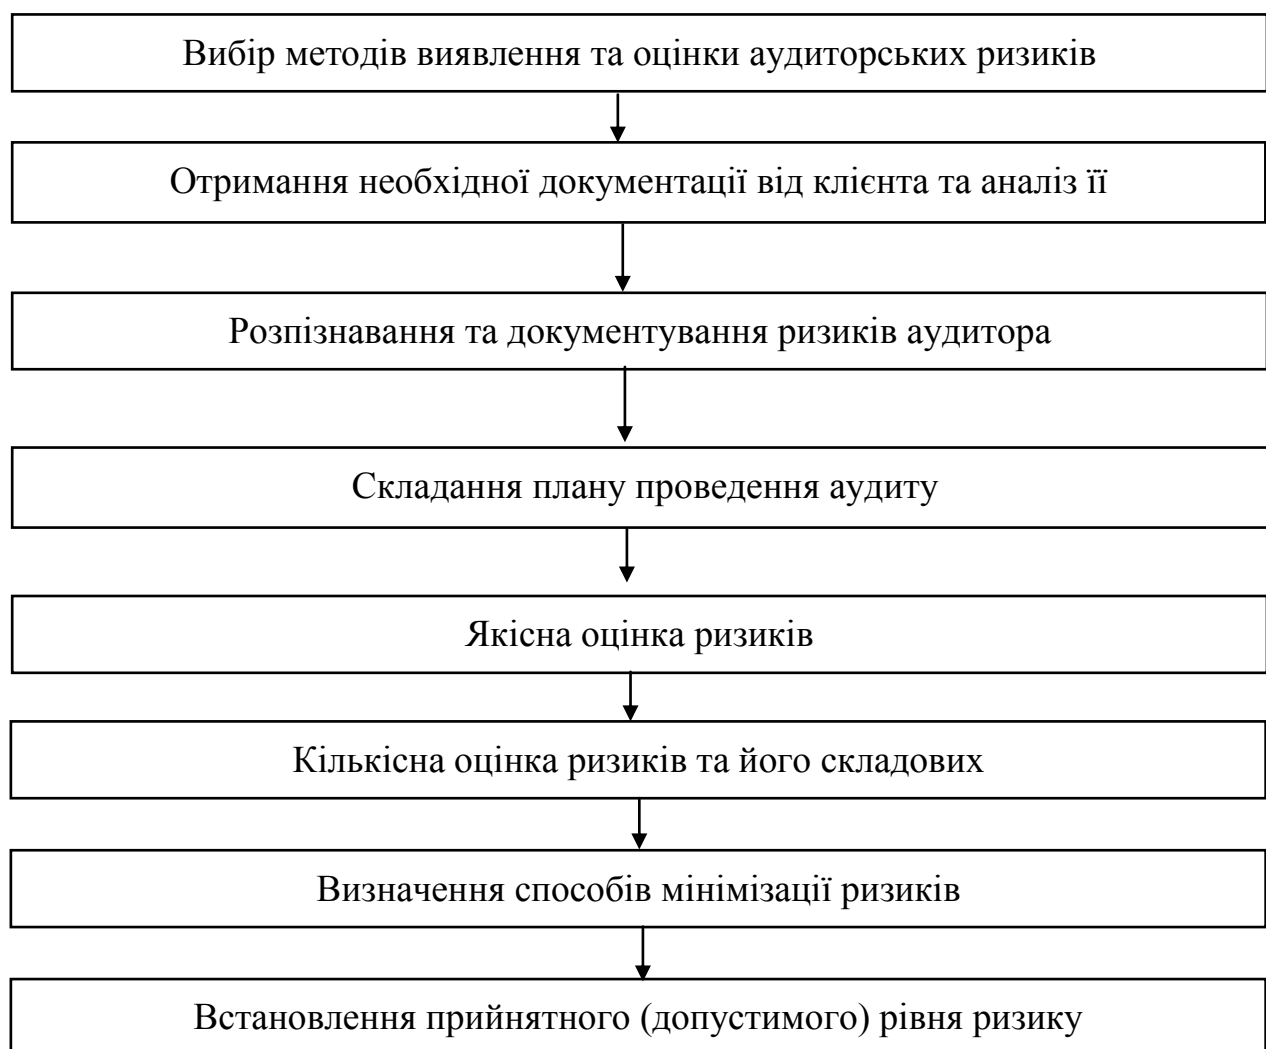 Вибір методів виявлення та оцінки аудиторських ризиків
Отримання необхідної документації від клієнта та аналіз її
Розпізнавання та документування ризиків аудитора
Складання плану проведення аудиту
Якісна оцінка ризиків
Кількісна оцінка ризиків та його складових
Визначення способів мінімізації ризиків
Встановлення прийнятного (допустимого) рівня ризику